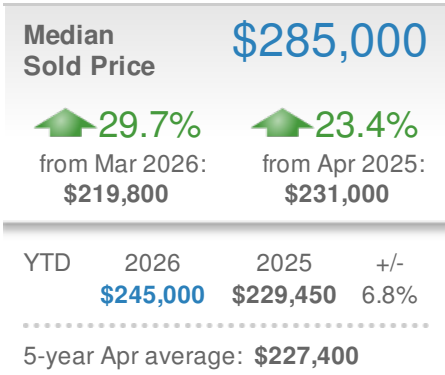 Median
Sold Price
$285,000
29.7%
from Mar 2026:
$219,800
23.4%
from Apr 2025:
$231,000
YTD 2026 2025 +/-
$245,000 $229,450 6.8%
5-year Apr average: $227,400